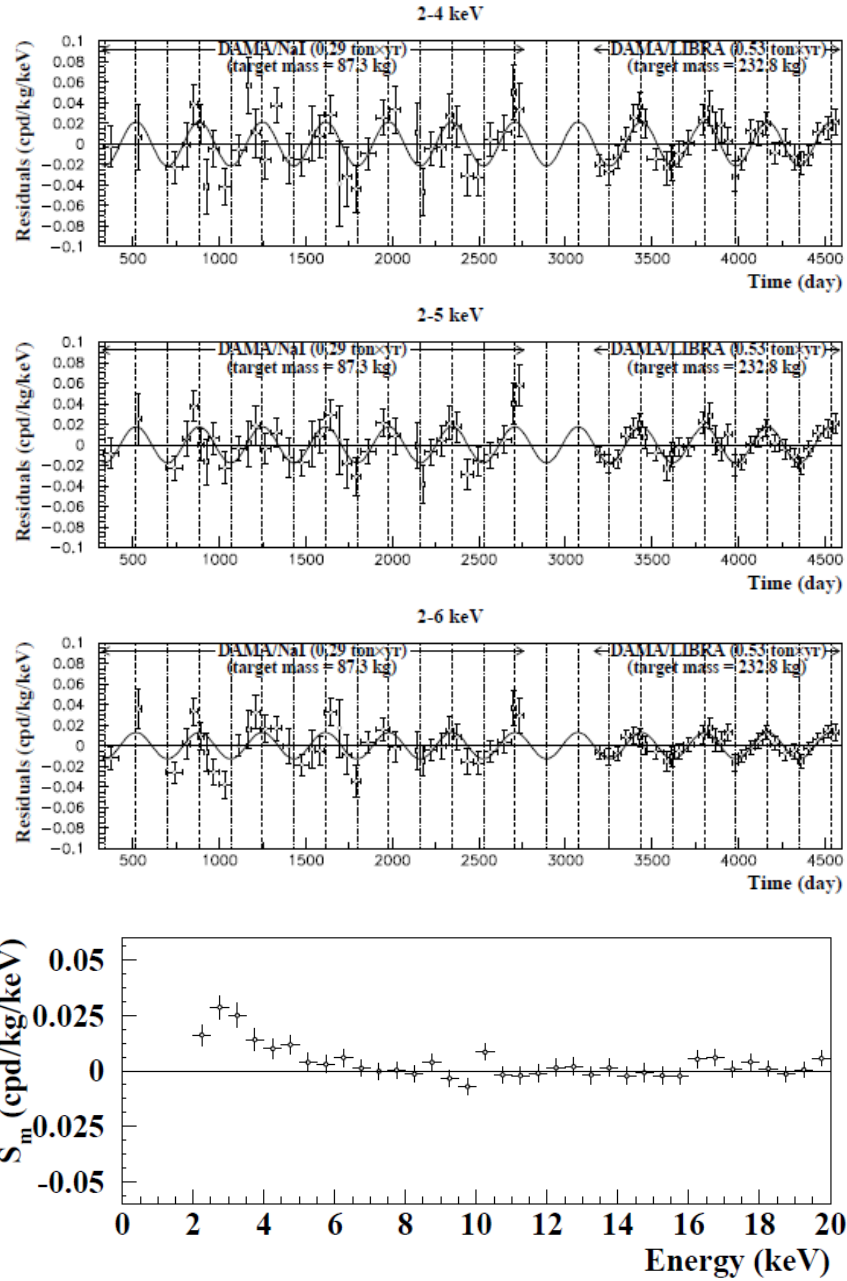 2-4 keV
DAMA/NaI (0.29 ton×yr) DAMA/LIBRA (0.53 ton×yr)
(target mass = 87.3 kg) (target mass = 232.8 kg)
Residuals (cpd/kg/keV)
0.1
0.08
0.06
0.04
0.02
0
−0.02
−0.04
−0.06
−0.08
−0.1
500 1000 1500 2000 2500 3000 3500 4000 4500
Time (day)
2-5 keV
DAMA/NaI (0.29 ton×yr) DAMA/LIBRA (0.53 ton×yr)
(target mass = 87.3 kg) (target mass = 232.8 kg)
Residuals (cpd/kg/keV)
0.1
0.08
0.06
0.04
0.02
0
−0.02
−0.04
−0.06
−0.08
−0.1
500 1000 1500 2000 2500 3000 3500 4000 4500
Time (day)
2-6 keV
DAMA/NaI (0.29 ton×yr) DAMA/LIBRA (0.53 ton×yr)
(target mass = 87.3 kg) (target mass = 232.8 kg)
Residuals (cpd/kg/keV)
0.1
0.08
0.06
0.04
0.02
0
−0.02
−0.04
−0.06
−0.08
−0.1
500 1000 1500 2000 2500 3000 3500 4000 4500
Time (day)
Sm (cpd/kg/keV)
0.05
0.025
0
-0.025
-0.05
0 2 4 6 8 10 12 14 16 18 20
Energy (keV)